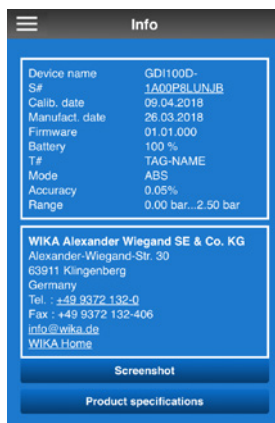 Info
Device name GDI100D-
S# 1A00P8LUNJB
Calib. date 09.04.2018
Manufact. date 26.03.2018
Firmware 01.01.000
Battery 100 %
T# TAG-NAME
Mode ABS
Accuracy 0.05%
Range 0.00 bar...2.50 bar
WIKA Alexander Wiegand SE & Co. KG
Alexander-Wiegand-Str. 30
63911 Klingenberg
Germany
Tel. : +49 9372 132-0
Fax : +49 9372 132-406
info@wika.de
WIKA Home
Screenshot
Product specifications